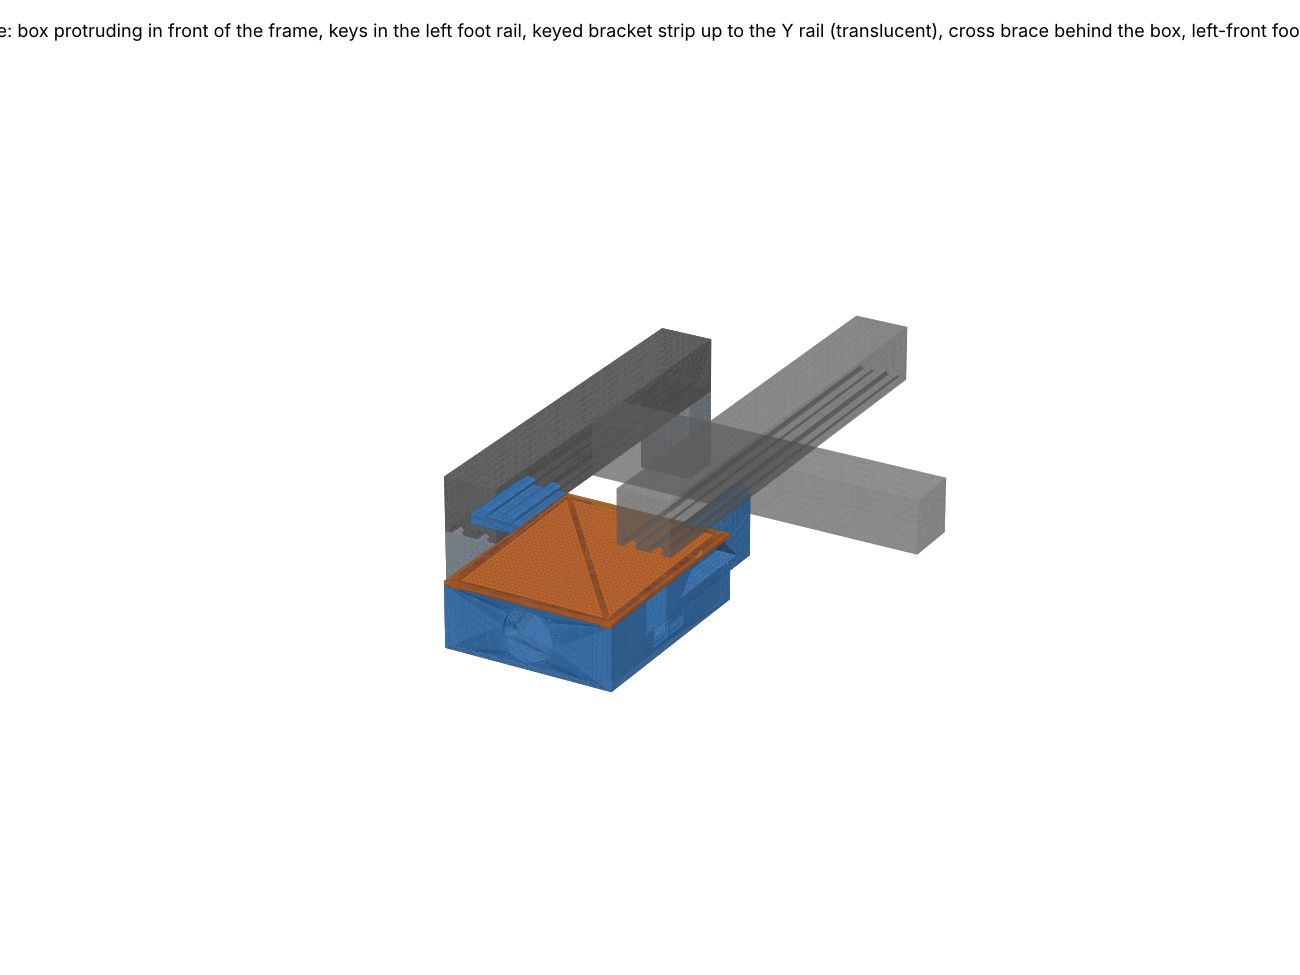 e: box protruding in front of the frame, keys in the left foot rail, keyed bracket strip up to the Y rail (translucent), cross brace behind the box, left-front foo